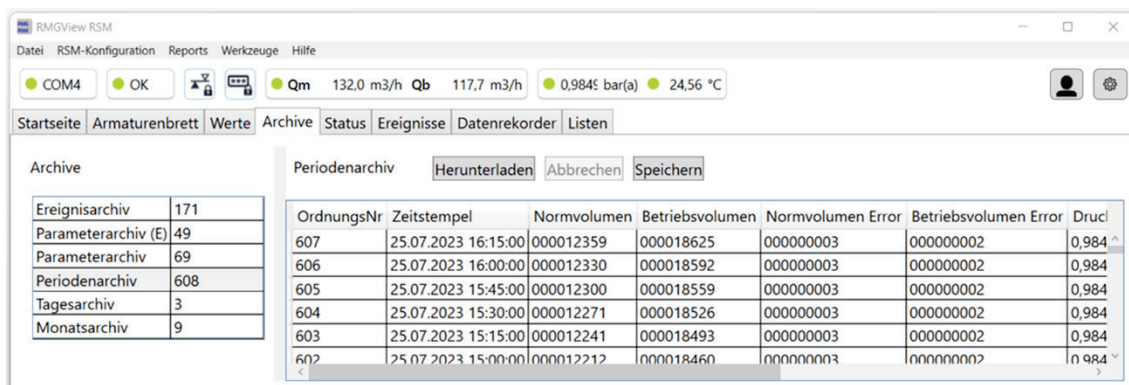 RMGView RSM
Datei RSM-Konfiguration Reports Werkzeuge Hilfe
COM4 OK Qm 132,0 m3/h Qb 117,7 m3/h 0,984 bar(a) 24,56 °C
Startseite Armaturenbrett Werte Archive Status Ereignisse Datenrekorder Listen
Archive
Ereignisarchiv 171
Parameterarchiv (E) 49
Parameterarchiv 69
Periodenarchiv 608
Tagesarchiv 3
Monatsarchiv 9
Periodenarchiv Herunterladen Abbrechen Speichern
OrdnungsNr Zeitstempel Normvolumen Betriebsvolumen Normvolumen Error Betriebsvolumen Error Druc
607 25.07.2023 16:15:00 000012359 000018625 000000003 000000002 0,984
606 25.07.2023 16:00:00 000012330 000018592 000000003 000000002 0,984
605 25.07.2023 15:45:00 000012300 000018559 000000003 000000002 0,984
604 25.07.2023 15:30:00 000012271 000018526 000000003 000000002 0,984
603 25.07.2023 15:15:00 000012241 000018493 000000003 000000002 0,984
602 25.07.2023 15:00:00 000012212 000018460 000000003 000000002 0,984